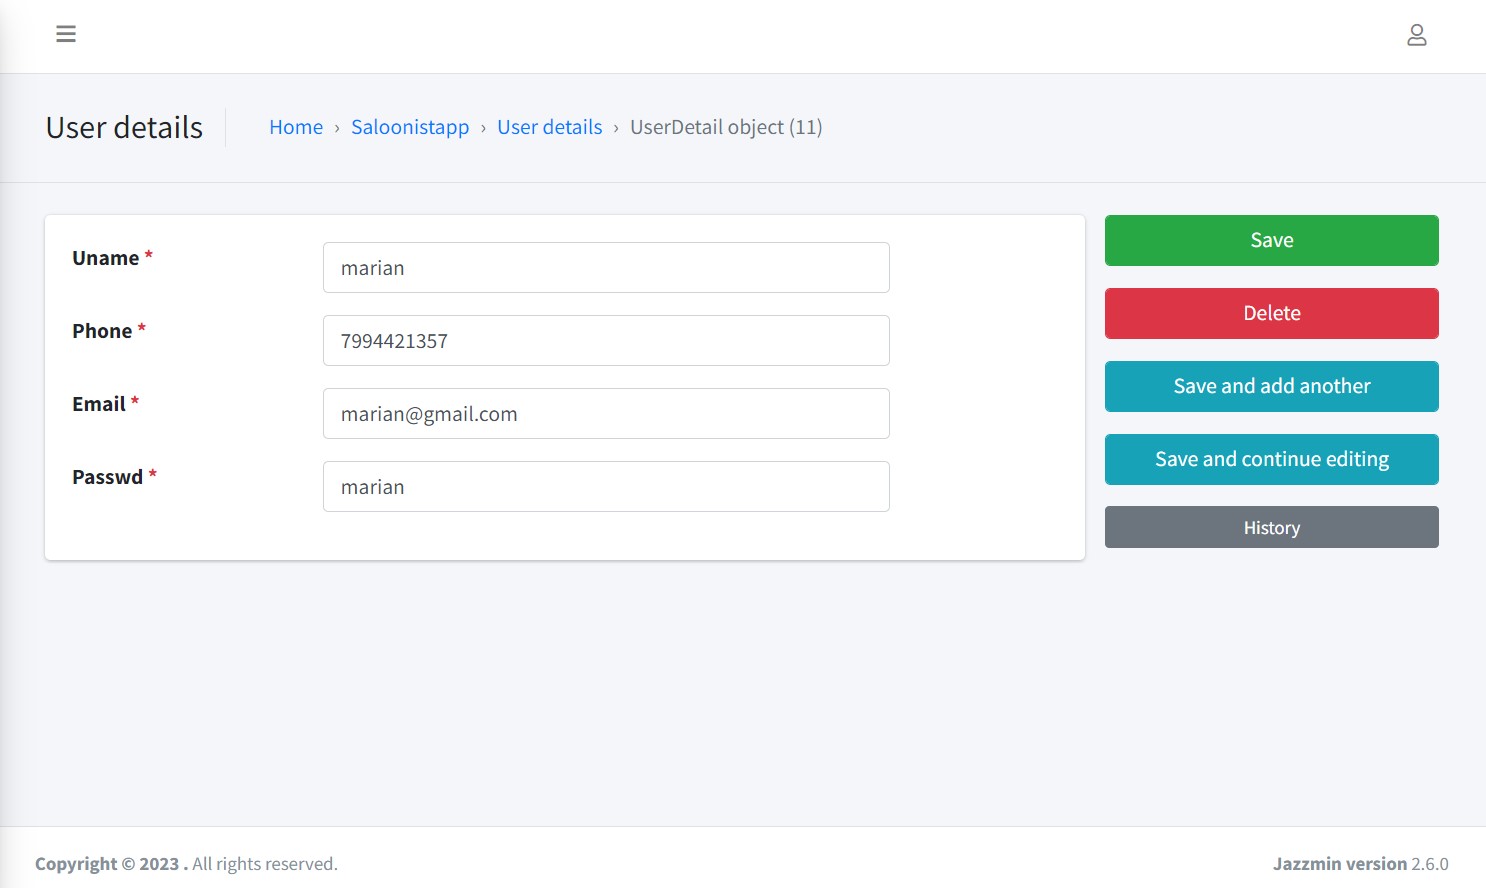 User details
Home › Saloonistapp › User details › UserDetail object (11)
Uname *
marian
Phone *
7994421357
Email *
marian@gmail.com
Passwd *
marian
Save
Delete
Save and add another
Save and continue editing
History
Copyright © 2023 . All rights reserved.
Jazzmin version 2.6.0